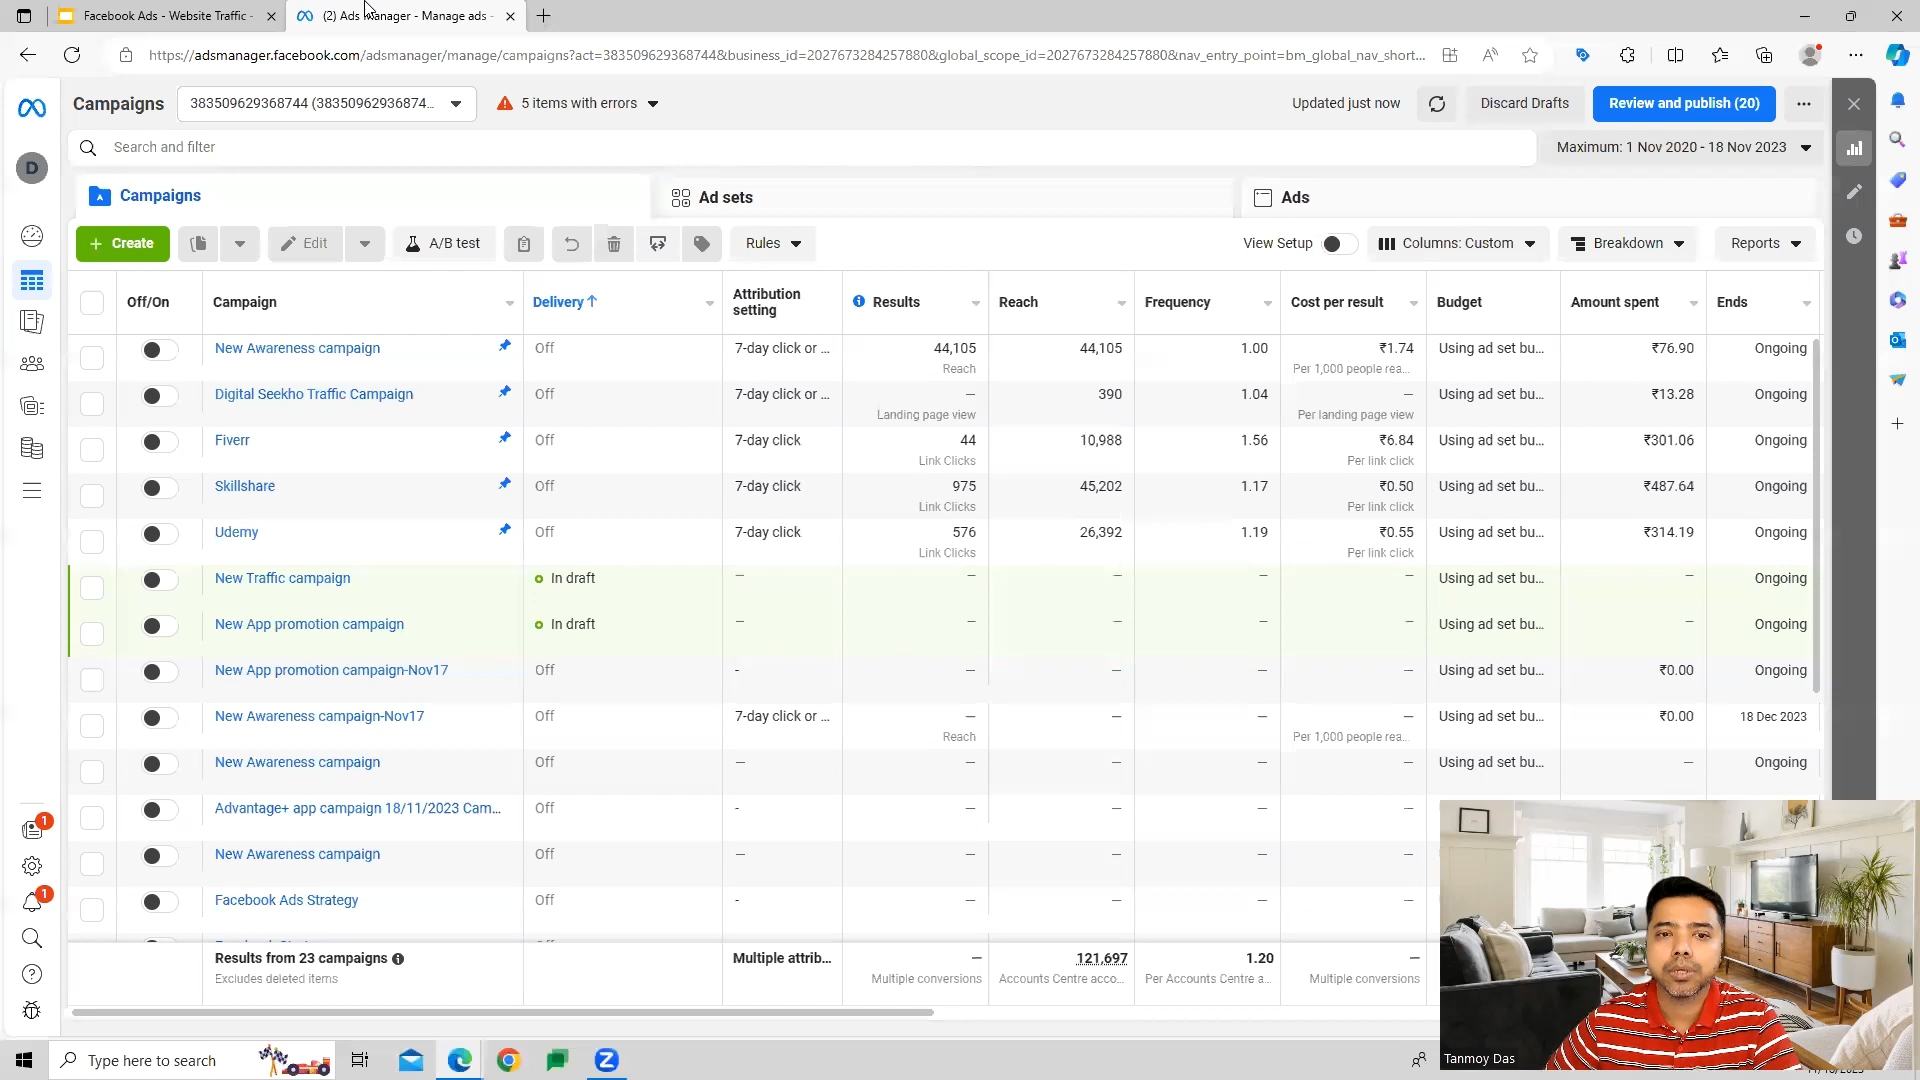 Facebook Ads - Website Traffic -
(2) Ads Manager - Manage ads -
https://adsmanager.facebook.com/adsmanager/manage/campaigns?act=383509629368744&business_id=2027673284257880&global_scope_id=2027673284257880&nav_entry_point=bm_global_nav_short...
Campaigns
383509629368744 (38350962936874...
5 items with errors
Updated just now
Discard Drafts
Review and publish (20)
Search and filter
Maximum: 1 Nov 2020 - 18 Nov 2023
D
Campaigns
Ad sets
Ads
+ Create
Edit
A/B test
Rules
View Setup
Columns: Custom
Breakdown
Reports
Off/On
Campaign
Delivery↑
Attribution
setting
Results
Reach
Frequency
Cost per result
Budget
Amount spent
Ends
New Awareness campaign Off 7-day click or ... 44,105 44,105 1.00 ₹1.74 Using ad set bu... ₹76.90 Ongoing
Reach Per 1,000 people rea...
Digital Seekho Traffic Campaign Off 7-day click or ... — 390 1.04 — Using ad set bu... ₹13.28 Ongoing
Landing page view Per landing page view
Fiverr Off 7-day click 44 10,988 1.56 ₹6.84 Using ad set bu... ₹301.06 Ongoing
Link Clicks Per link click
Skillshare Off 7-day click 975 45,202 1.17 ₹0.50 Using ad set bu... ₹487.64 Ongoing
Link Clicks Per link click
Udemy Off 7-day click 576 26,392 1.19 ₹0.55 Using ad set bu... ₹314.19 Ongoing
Link Clicks Per link click
New Traffic campaign In draft — — — — — Using ad set bu... — Ongoing
New App promotion campaign In draft — — — — — Using ad set bu... — Ongoing
New App promotion campaign-Nov17 Off - — — — — Using ad set bu... ₹0.00 Ongoing
New Awareness campaign-Nov17 Off 7-day click or ... — — — — Using ad set bu... ₹0.00 18 Dec 2023
Reach Per 1,000 people rea...
New Awareness campaign Off — — — — — Using ad set bu... — Ongoing
Advantage+ app campaign 18/11/2023 Cam... Off - — — — —
New Awareness campaign Off — — — — —
Facebook Ads Strategy Off - — — — —
Results from 23 campaigns Multiple attrib... — 121,697 1.20 —
Excludes deleted items Multiple conversions Accounts Centre acco... Per Accounts Centre a... Multiple conversions
1
1
Tanmoy Das
Type here to search